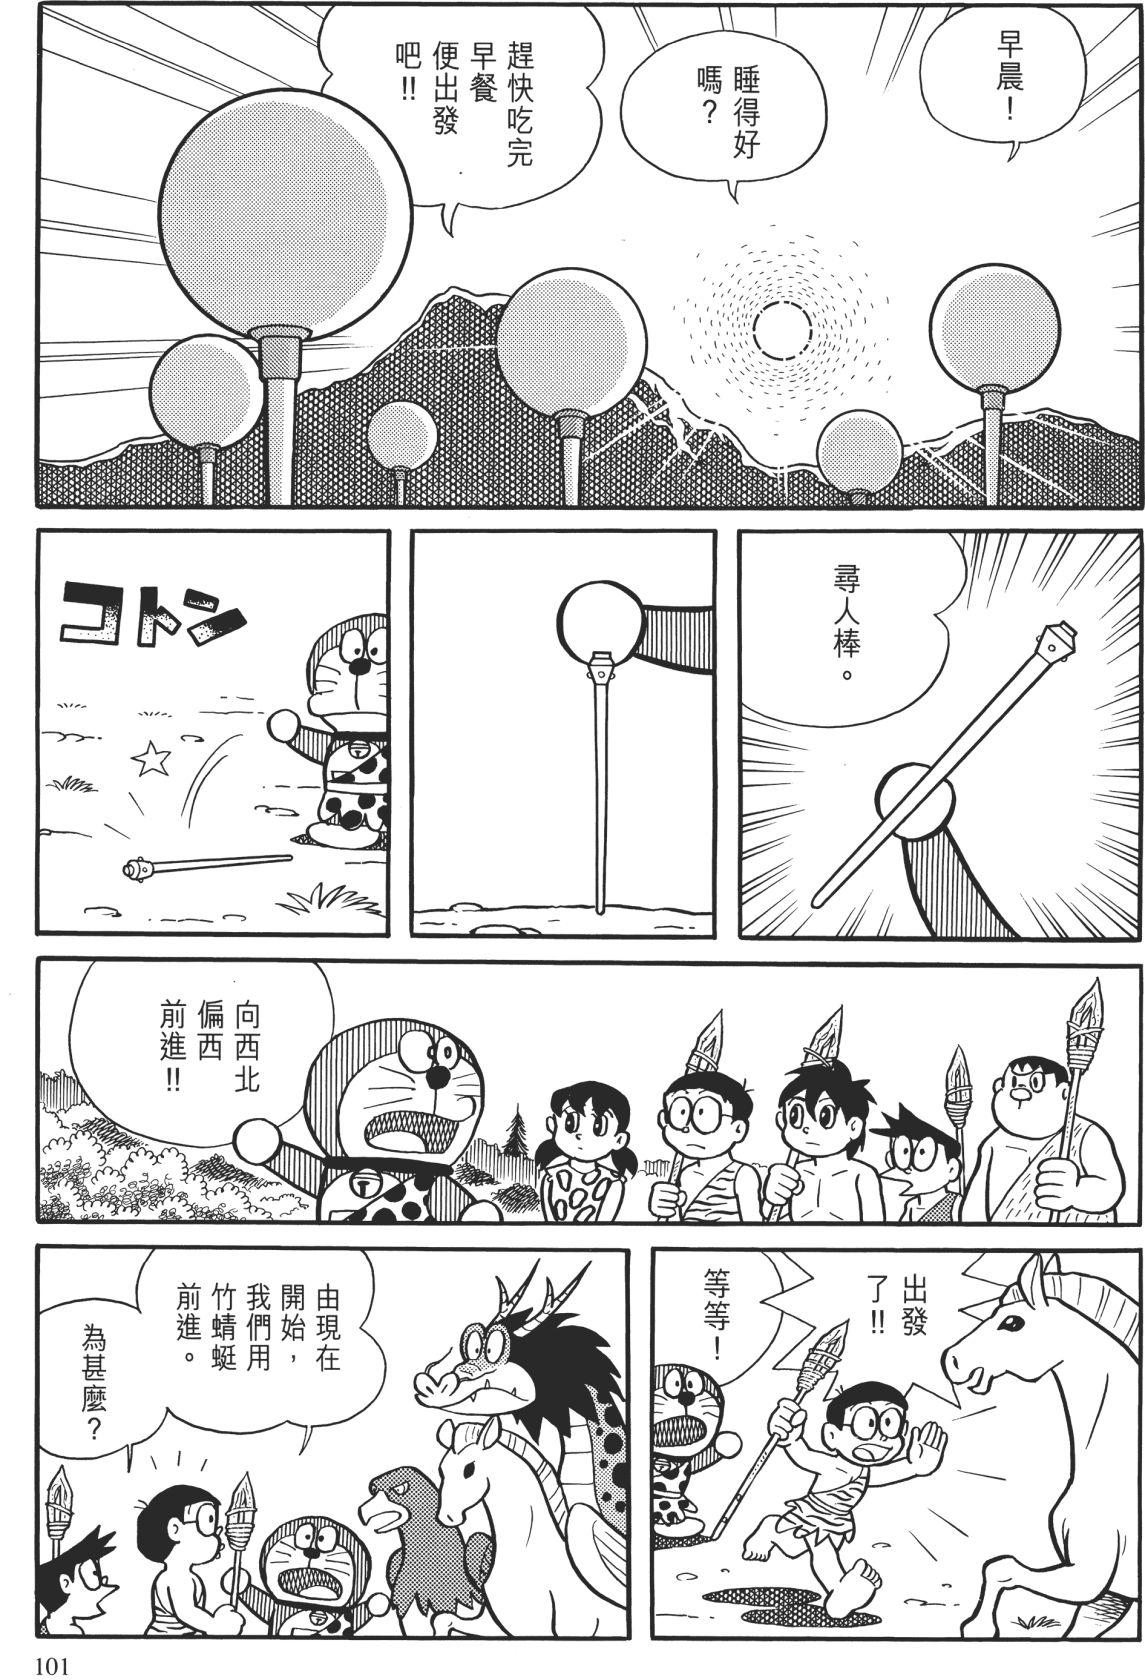 早晨！
睡得好
嗎？
趕快吃完
早餐
便出發
吧!!
尋人棒。
コトン
向西北
偏西
前進!!
出發
了!!
等等！
由現在
開始，
我們用
竹蜻蜓
前進。
為甚麼？
101